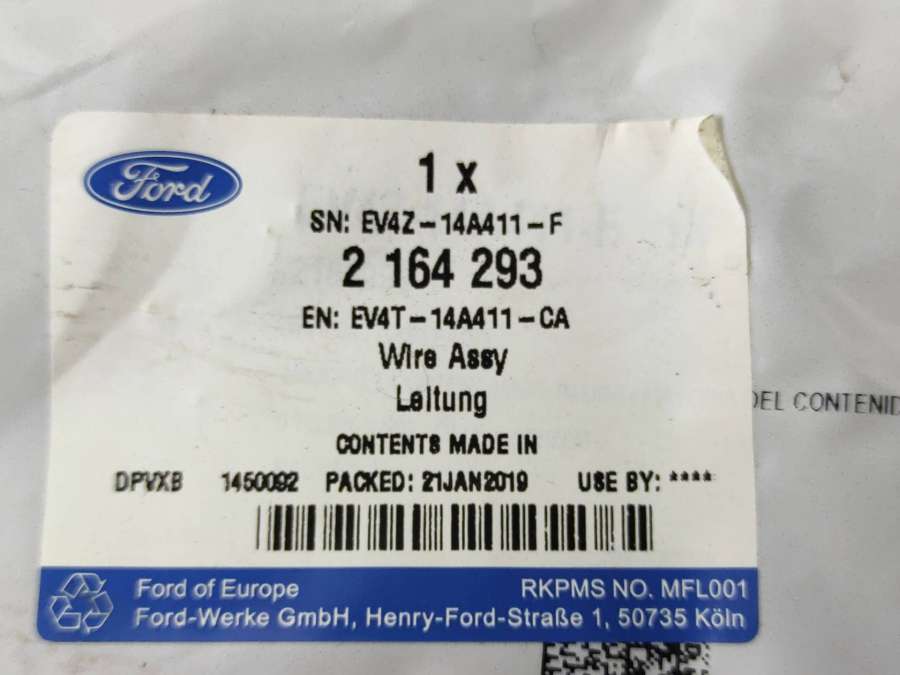 Ford
1 x
SN: EV4Z-14A411-F
2 164 293
EN: EV4T-14A411-CA
Wire Assy
Leitung
DEL CONTENID
CONTENTS MADE IN
DPVXB 1450092 PACKED: 21JAN2019 USE BY: ****
Ford of Europe RKPMS NO. MFL001
Ford-Werke GmbH, Henry-Ford-Straße 1, 50735 Köln